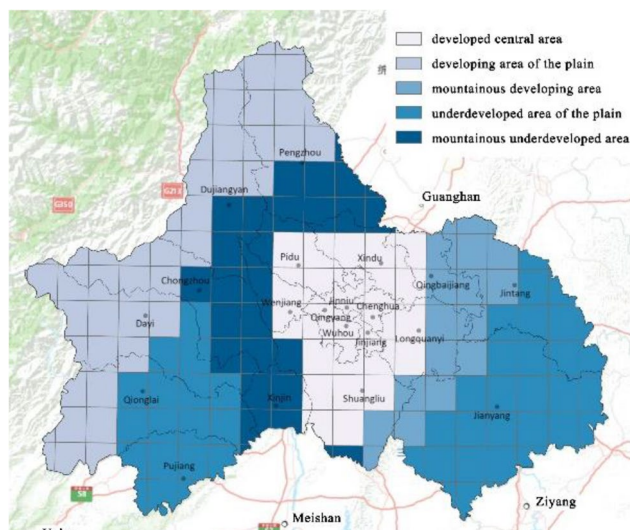 developed central area
developing area of the plain
mountainous developing area
underdeveloped area of the plain
mountainous underdeveloped area
Pengzhou
G213
G350
Dujiangyan
Guanghan
Pidu
Xindu
Chongzhou
Qingbaijiang
Jintang
Wenjiang
Jinniu
Qingyang
Chenghua
Dayi
Wuhou
Jinjiang
Longquanyi
Qionglai
Shuangliu
Xinjin
Jianyang
Pujiang
S8
Meishan
Ziyang